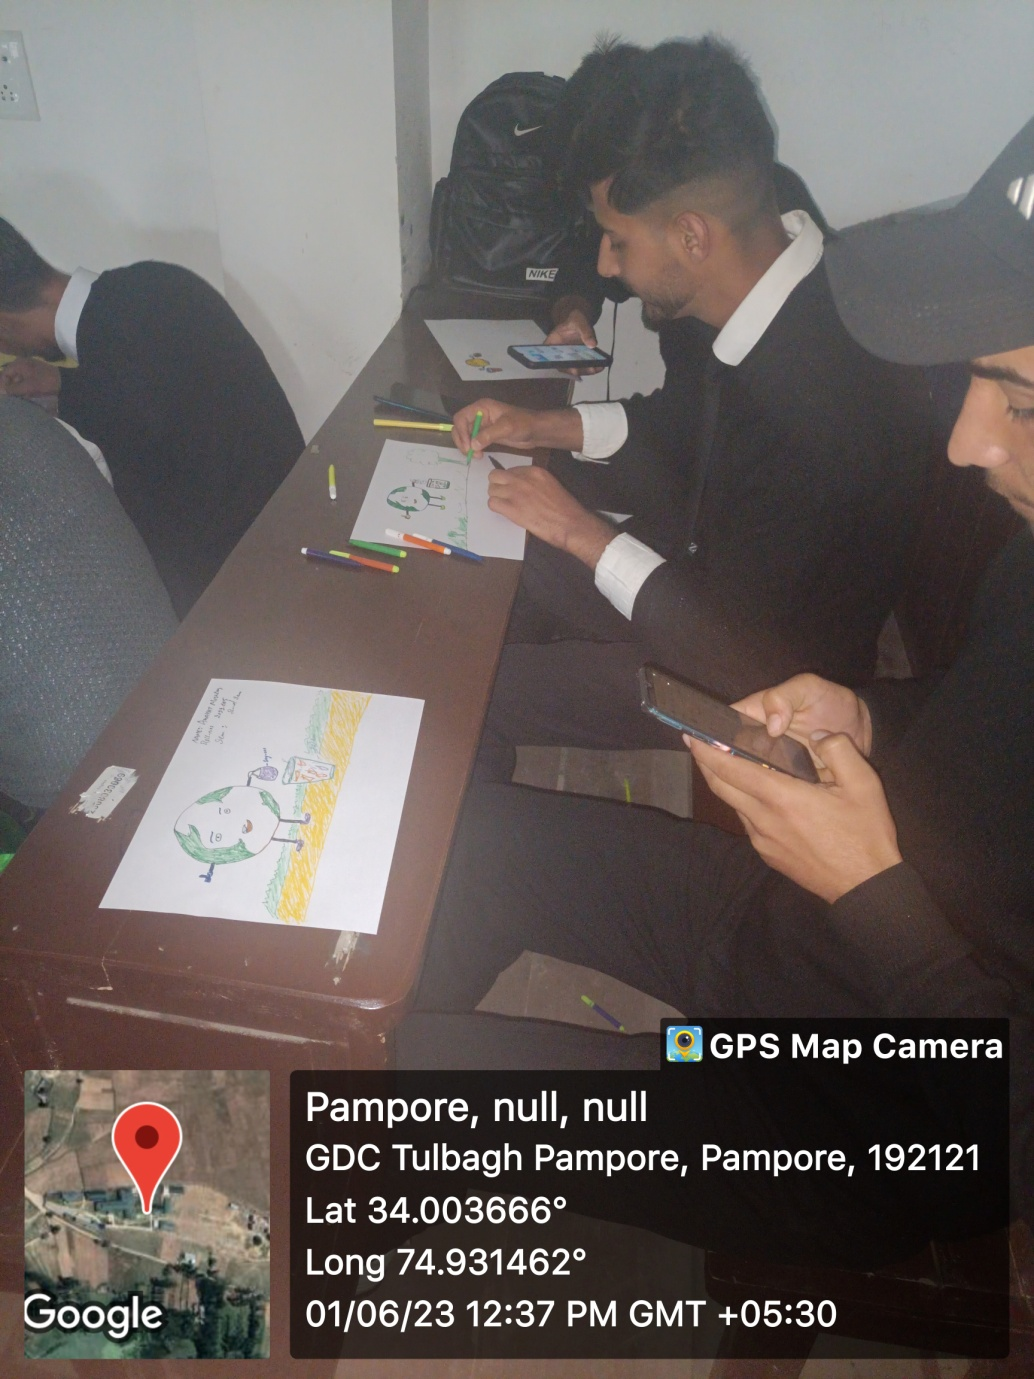 NIKE
GPS Map Camera
Pampore, null, null
GDC Tulbagh Pampore, Pampore, 192121
Lat 34.003666°
Long 74.931462°
01/06/23 12:37 PM GMT +05:30
Google